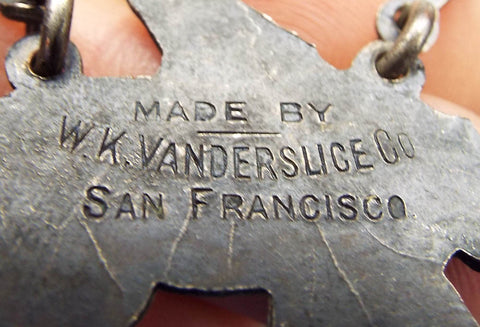 MADE BY
W.K. VANDERSLICE CO
SAN FRANCISCO